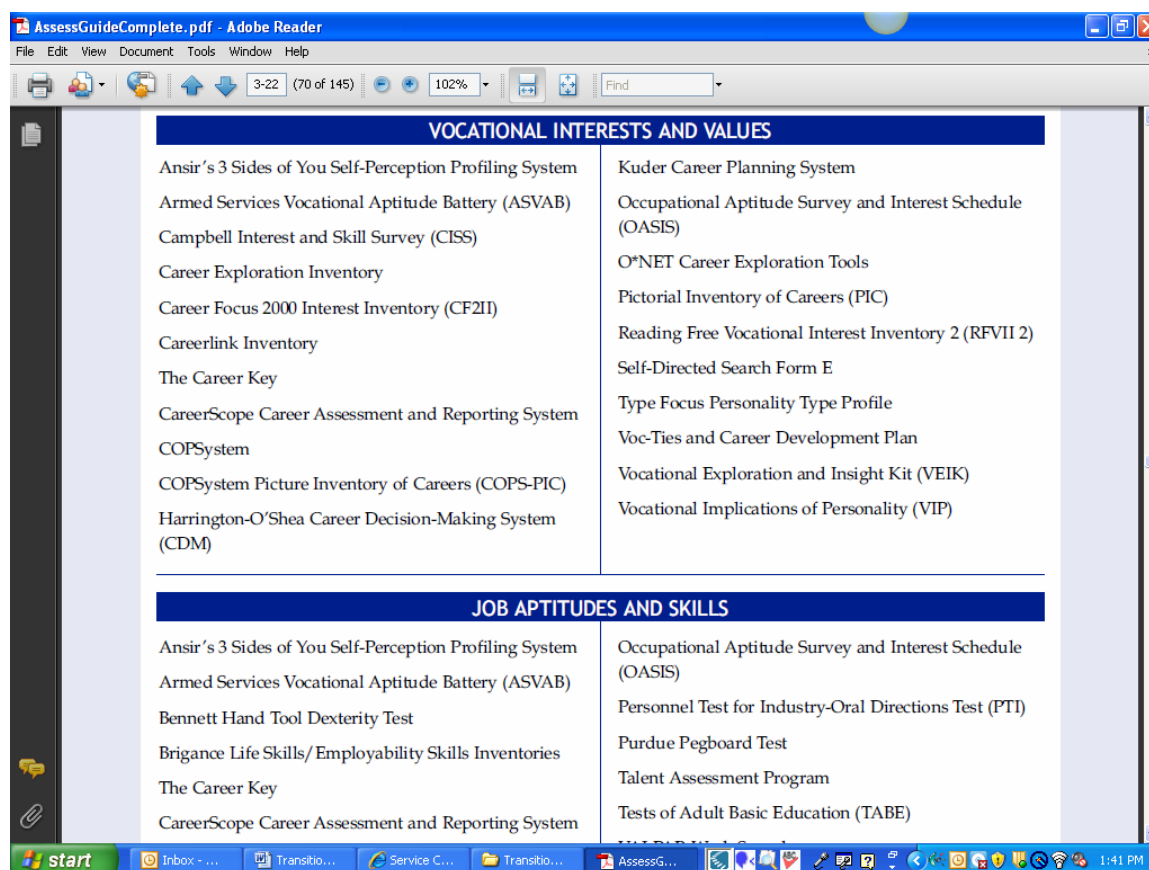 AssessGuideComplete.pdf - Adobe Reader
File Edit View Document Tools Window Help
3-22 (70 of 145) 102% Find
VOCATIONAL INTERESTS AND VALUES
Ansir's 3 Sides of You Self-Perception Profiling System
Armed Services Vocational Aptitude Battery (ASVAB)
Campbell Interest and Skill Survey (CISS)
Career Exploration Inventory
Career Focus 2000 Interest Inventory (CF2II)
Careerlink Inventory
The Career Key
CareerScope Career Assessment and Reporting System
COPSystem
COPSystem Picture Inventory of Careers (COPS-PIC)
Harrington-O'Shea Career Decision-Making System
(CDM)
Kuder Career Planning System
Occupational Aptitude Survey and Interest Schedule
(OASIS)
O*NET Career Exploration Tools
Pictorial Inventory of Careers (PIC)
Reading Free Vocational Interest Inventory 2 (RFVII 2)
Self-Directed Search Form E
Type Focus Personality Type Profile
Voc-Ties and Career Development Plan
Vocational Exploration and Insight Kit (VEIK)
Vocational Implications of Personality (VIP)
JOB APTITUDES AND SKILLS
Ansir's 3 Sides of You Self-Perception Profiling System
Armed Services Vocational Aptitude Battery (ASVAB)
Bennett Hand Tool Dexterity Test
Brigance Life Skills/Employability Skills Inventories
The Career Key
CareerScope Career Assessment and Reporting System
Occupational Aptitude Survey and Interest Schedule
(OASIS)
Personnel Test for Industry-Oral Directions Test (PTI)
Purdue Pegboard Test
Talent Assessment Program
Tests of Adult Basic Education (TABE)
start Inbox - ... Transitio... Service C... Transitio... AssessG... 1:41 PM